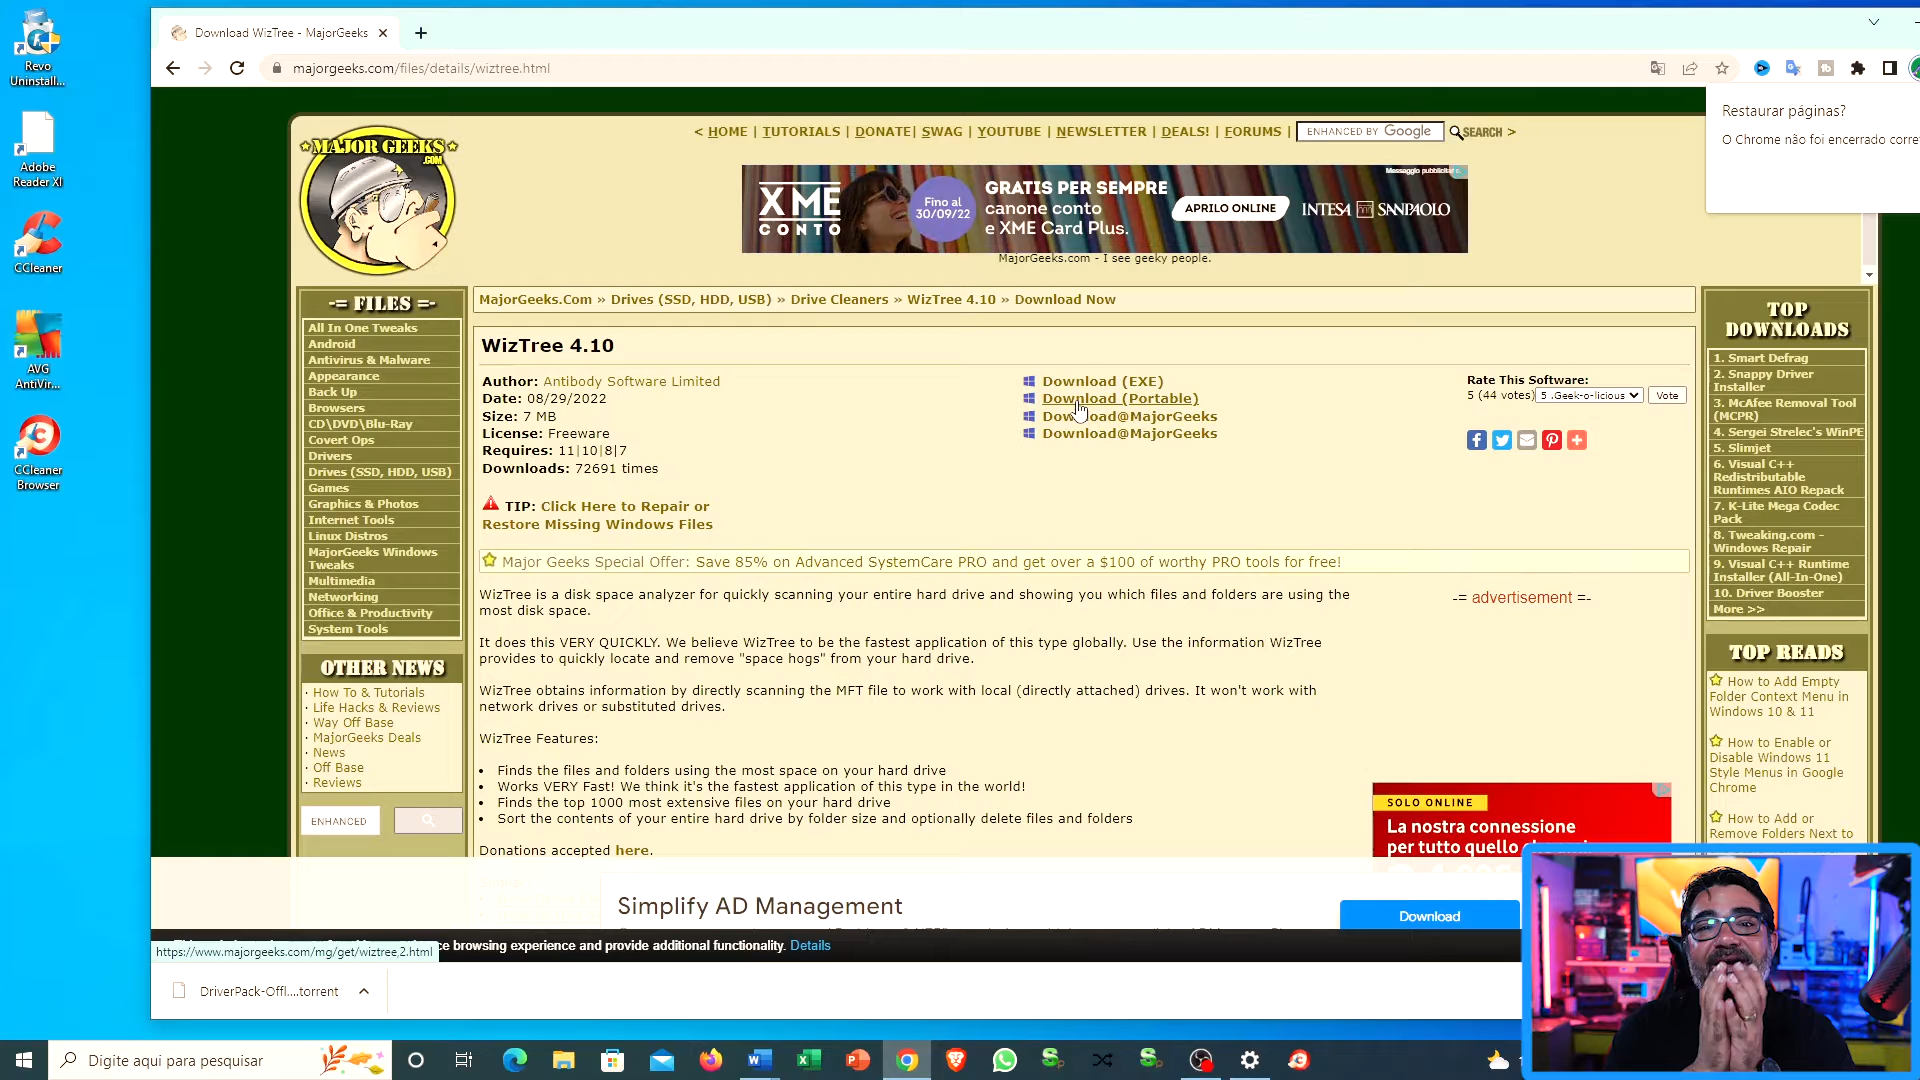 Revo
Uninstall...
Adobe
Reader XI
CCleaner
AVG
AntiVir...
CCleaner
Browser
Download WizTree - MajorGeeks
majorgeeks.com/files/details/wiztree.html
Restaurar páginas?
O Chrome não foi encerrado corre
MAJOR GEEKS
.COM
< HOME | TUTORIALS | DONATE| SWAG | YOUTUBE | NEWSLETTER | DEALS! | FORUMS | ENHANCED BY Google SEARCH >
Messaggio pubblicitar
XME
CONTO
Fino al
30/09/22
GRATIS PER SEMPRE
canone conto
e XME Card Plus.
APRILO ONLINE
INTESA SANPAOLO
MajorGeeks.com - I see geeky people.
-= FILES =-
All In One Tweaks
Android
Antivirus & Malware
Appearance
Back Up
Browsers
CD\DVD\Blu-Ray
Covert Ops
Drivers
Drives (SSD, HDD, USB)
Games
Graphics & Photos
Internet Tools
Linux Distros
MajorGeeks Windows
Tweaks
Multimedia
Networking
Office & Productivity
System Tools
OTHER NEWS
· How To & Tutorials
· Life Hacks & Reviews
· Way Off Base
· MajorGeeks Deals
· News
· Off Base
· Reviews
ENHANCED
MajorGeeks.Com » Drives (SSD, HDD, USB) » Drive Cleaners » WizTree 4.10 » Download Now
WizTree 4.10
Author: Antibody Software Limited
Date: 08/29/2022
Size: 7 MB
License: Freeware
Requires: 11|10|8|7
Downloads: 72691 times
Download (EXE)
Download (Portable)
Download@MajorGeeks
Download@MajorGeeks
Rate This Software:
5 (44 votes) 5 .Geek-o-licious Vote
TIP: Click Here to Repair or
Restore Missing Windows Files
Major Geeks Special Offer: Save 85% on Advanced SystemCare PRO and get over a $100 of worthy PRO tools for free!
WizTree is a disk space analyzer for quickly scanning your entire hard drive and showing you which files and folders are using the
most disk space.
It does this VERY QUICKLY. We believe WizTree to be the fastest application of this type globally. Use the information WizTree
provides to quickly locate and remove "space hogs" from your hard drive.
WizTree obtains information by directly scanning the MFT file to work with local (directly attached) drives. It won't work with
network drives or substituted drives.
WizTree Features:
• Finds the files and folders using the most space on your hard drive
• Works VERY Fast! We think it's the fastest application of this type in the world!
• Finds the top 1000 most extensive files on your hard drive
• Sort the contents of your entire hard drive by folder size and optionally delete files and folders
Donations accepted here.
-= advertisement =-
SOLO ONLINE
La nostra connessione
per tutto quello
TOP
DOWNLOADS
1. Smart Defrag
2. Snappy Driver
Installer
3. McAfee Removal Tool
(MCPR)
4. Sergei Strelec's WinPE
5. Slimjet
6. Visual C++
Redistributable
Runtimes AIO Repack
7. K-Lite Mega Codec
Pack
8. Tweaking.com -
Windows Repair
9. Visual C++ Runtime
Installer (All-In-One)
10. Driver Booster
More >>
TOP READS
How to Add Empty
Folder Context Menu in
Windows 10 & 11
How to Enable or
Disable Windows 11
Style Menus in Google
Chrome
How to Add or
Remove Folders Next to
Simplify AD Management
Download
browsing experience and provide additional functionality. Details
https://www.majorgeeks.com/mg/get/wiztree,2.html
DriverPack-Offl....torrent
Digite aqui para pesquisar